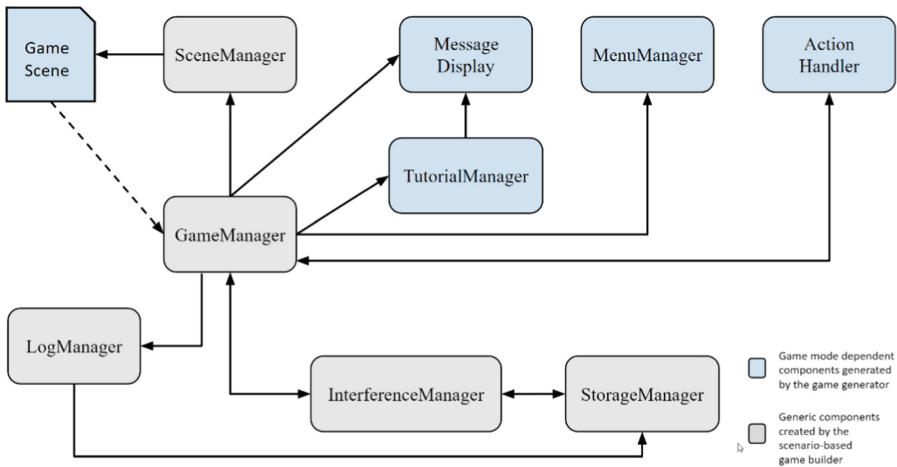 Game
Scene
SceneManager
Message
Display
MenuManager
Action
Handler
TutorialManager
GameManager
LogManager
InterferenceManager
StorageManager
Game mode dependent
components generated
by the game generator
Generic components
created by the
scenario-based
game builder